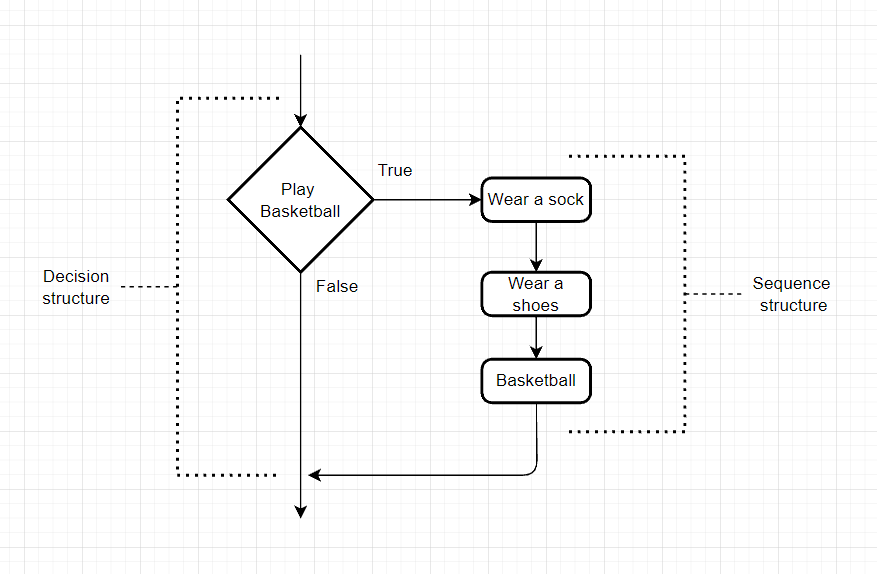 True
Play
Basketball
Wear a sock
False
Wear a
shoes
Decision
structure
Sequence
structure
Basketball